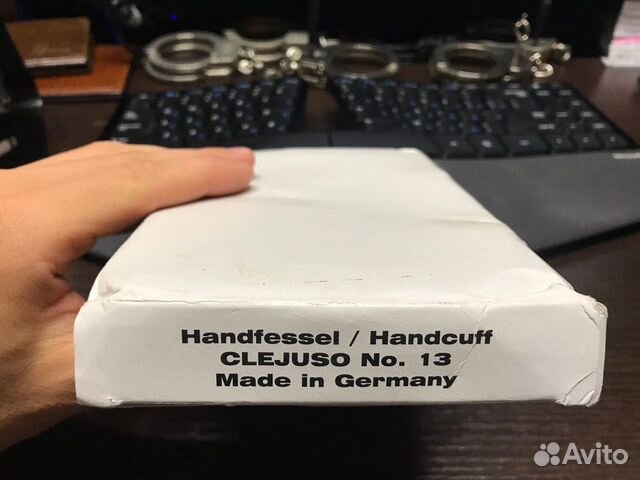 Handfessel / Handcuff
CLEJUSO No. 13
Made in Germany
Avito